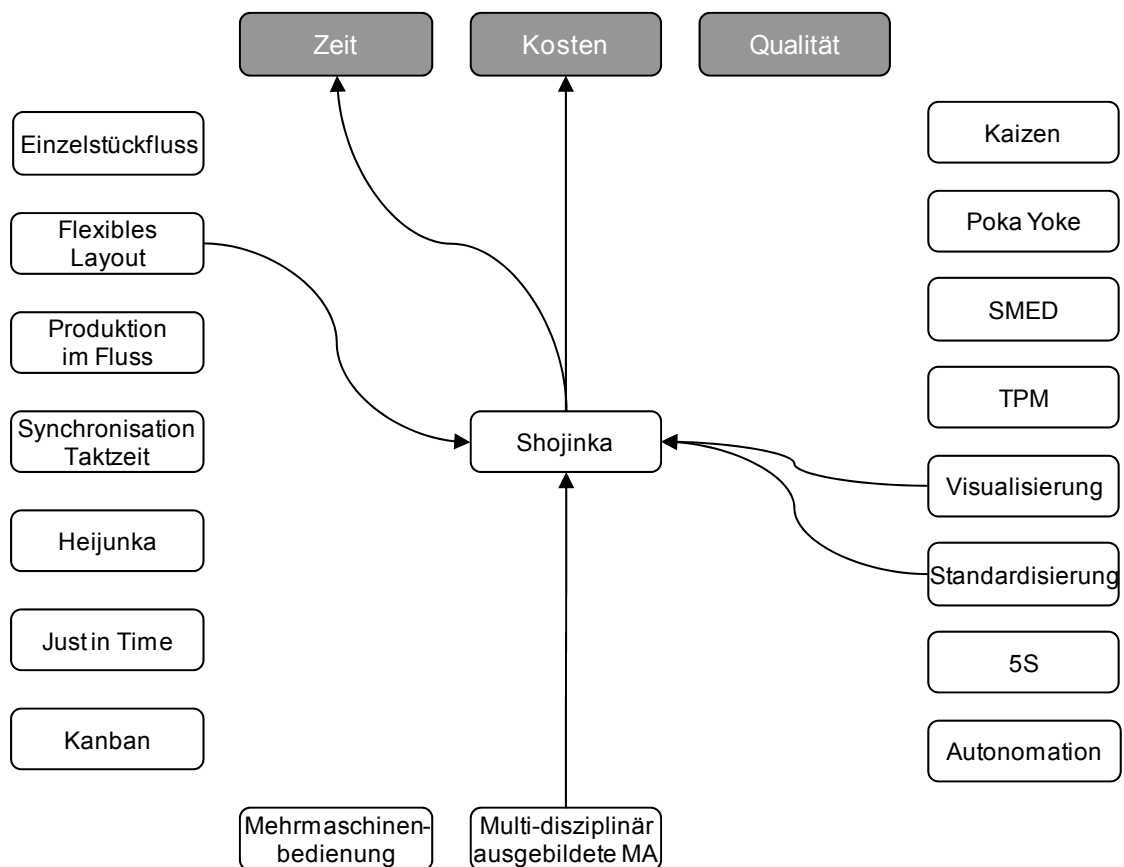 Zeit
Kosten
Qualität
Einzelstückfluss
Flexibles
Layout
Produktion
im Fluss
Synchronisation
Taktzeit
Heijunka
Just in Time
Kanban
Shojinka
Kaizen
Poka Yoke
SMED
TPM
Visualisierung
Standardisierung
5S
Autonomation
Mehrmaschinen-
bedienung
Multi-disziplinär
ausgebildete MA